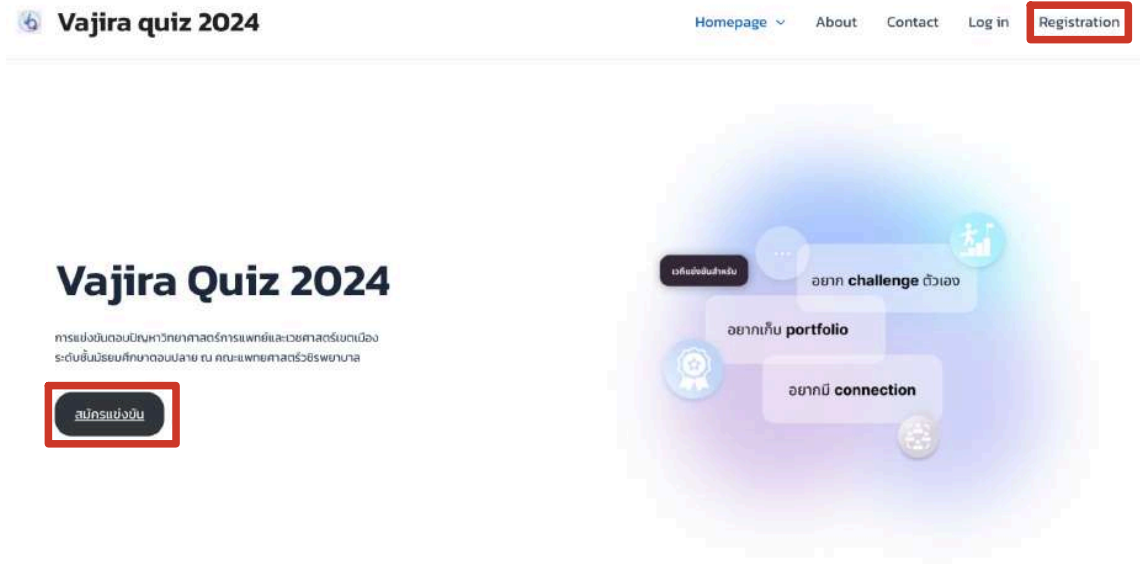 Vajira quiz 2024
Homepage About Contact Log in Registration
Vajira Quiz 2024
การแข่งขันตอบปัญหาวิทยาศาสตร์การแพทย์และเวชศาสตร์เขตเมือง
ระดับชั้นมัธยมศึกษาตอนปลาย ณ คณะแพทยศาสตร์วชิรพยาบาล
สมัครแข่งขัน
เวทีแข่งขันสำหรับ
อยาก challenge ตัวเอง
อยากเก็บ portfolio
อยากมี connection